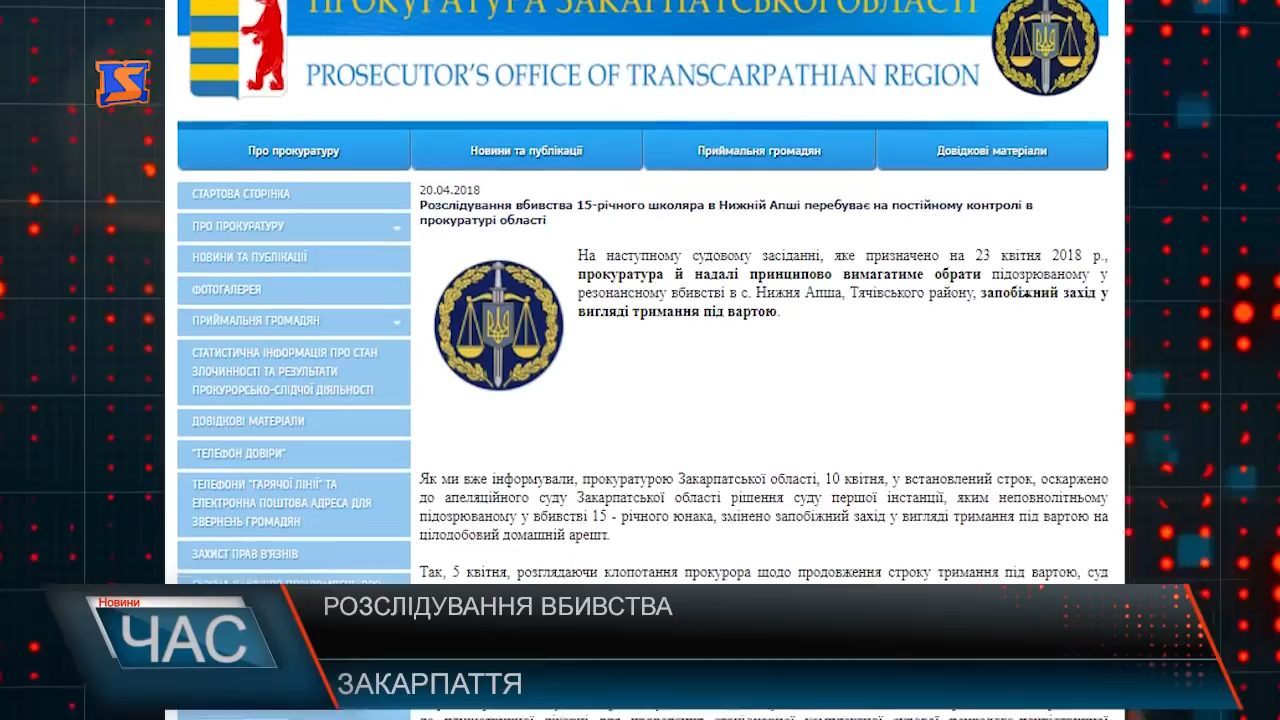 ПРОКУРАТУРА ЗАКАРПАТСЬКОЇ ОБЛАСТІ
PROSECUTOR'S OFFICE OF TRANSCARPATHIAN REGION
Про прокуратуру
Новини та публікації
Приймальня громадян
Довідкові матеріали
СТАРТОВА СТОРІНКА
ПРО ПРОКУРАТУРУ
НОВИНИ ТА ПУБЛІКАЦІЇ
ФОТОГАЛЕРЕЯ
ПРИЙМАЛЬНЯ ГРОМАДЯН
СТАТИСТИЧНА ІНФОРМАЦІЯ ПРО СТАН
ЗЛОЧИННОСТІ ТА РЕЗУЛЬТАТИ
ПРОКУРОРСЬКО-СЛІДЧОЇ ДІЯЛЬНОСТІ
ДОВІДКОВІ МАТЕРІАЛИ
"ТЕЛЕФОН ДОВІРИ"
ТЕЛЕФОНИ "ГАРЯЧОЇ ЛІНІЇ" ТА
ЕЛЕКТРОННА ПОШТОВА АДРЕСА ДЛЯ
ЗВЕРНЕНЬ ГРОМАДЯН
ЗАХИСТ ПРАВ В'ЯЗНІВ
20.04.2018
Розслідування вбивства 15-річного школяра в Нижній Апші перебуває на постійному контролі в
прокуратурі області
На наступному судовому засіданні, яке призначено на 23 квітня 2018 р.,
прокуратура й надалі принципово вимагатиме обрати підозрюваному у
резонансному вбивстві в с. Нижня Апша, Тячівського району, запобіжний захід у
вигляді тримання під вартою.
Як ми вже інформували, прокуратурою Закарпатської області, 10 квітня, у встановлений строк, оскаржено
до апеляційного суду Закарпатської області рішення суду першої інстанції, яким неповнолітньому
підозрюваному у вбивстві 15 - річного юнака, змінено запобіжний захід у вигляді тримання під вартою на
цілодобовий домашній арешт.
Так, 5 квітня, розглядаючи клопотання прокурора щодо продовження строку тримання під вартою, суд
Новини
ЧАС
РОЗСЛІДУВАННЯ ВБИВСТВА
ЗАКАРПАТТЯ